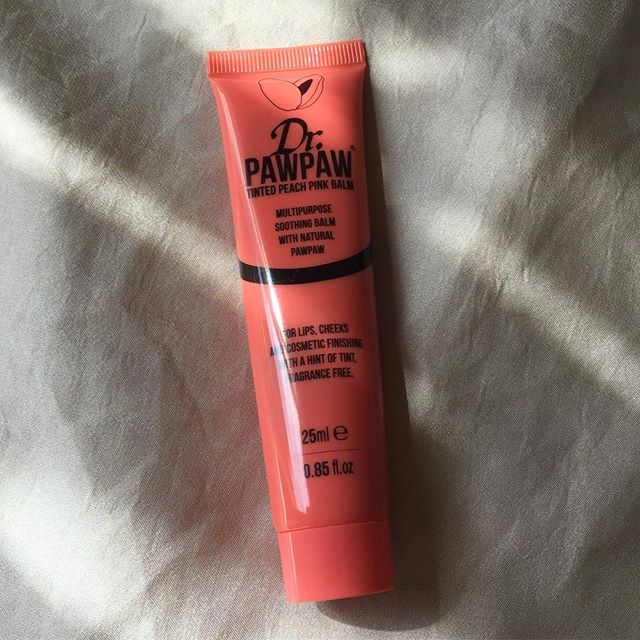 Dr.
PAWPAW®
TINTED PEACH PINK BALM
MULTIPURPOSE
SOOTHING BALM
WITH NATURAL
PAWPAW
FOR LIPS, CHEEKS
AND COSMETIC FINISHING
WITH A HINT OF TINT,
FRAGRANCE FREE.
25ml ℮
0.85 fl.oz